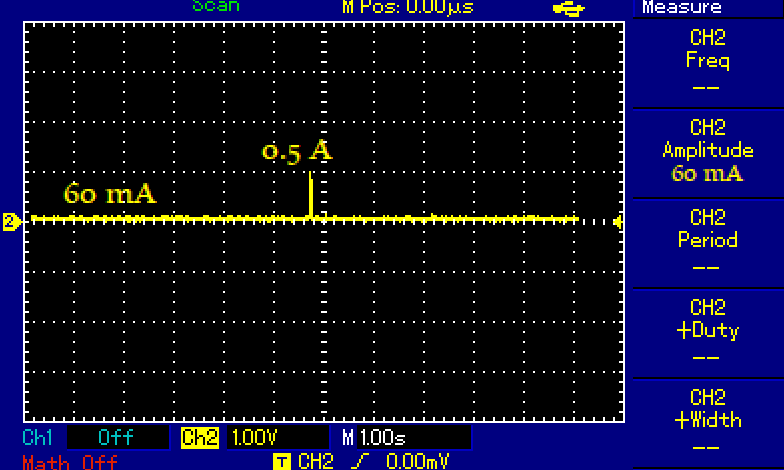 Scan M Pos: 0.00µs Measure
CH2
Freq
--
CH2
Amplitude
60 mA
CH2
Period
--
CH2
+Duty
--
CH2
+Width
--
0.5 A
60 mA
2
Ch1 Off Ch2 1.00V M 1.00s
Math Off T CH2 0.00mV